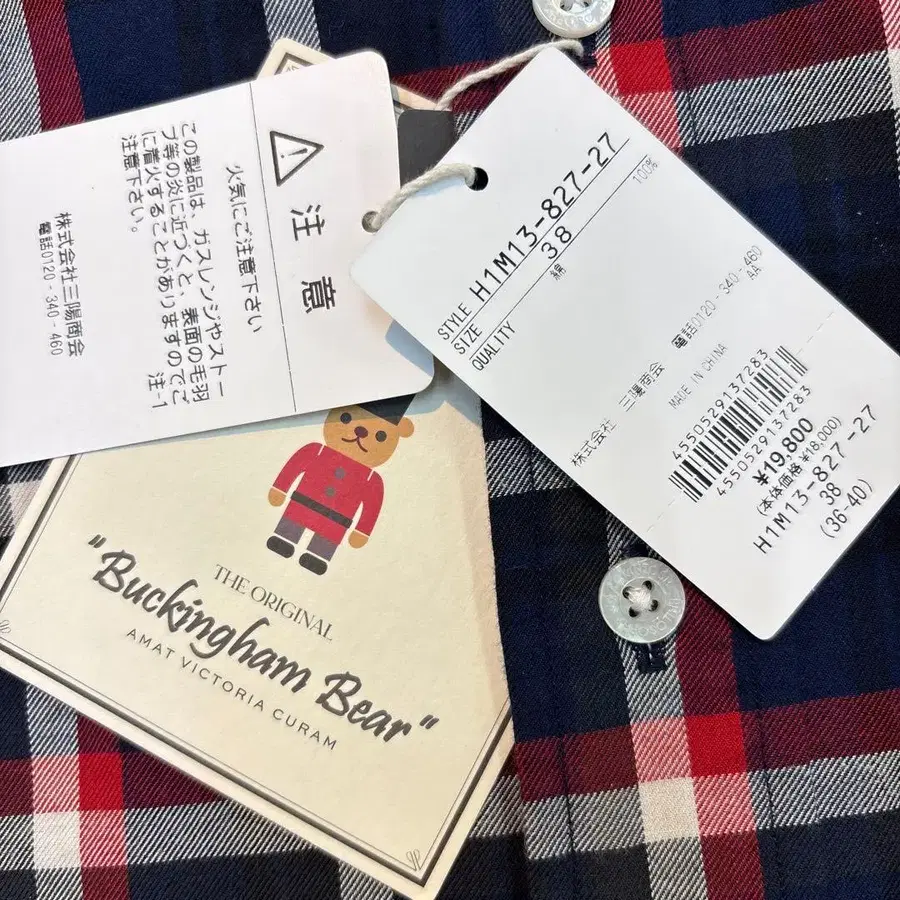 注 意
火気にご注意下さい
この製品は、ガスレンジやストー
ブ等の炎に近づくと、表面の毛羽
に着火することがありますのでご
注意下さい。
注-1
株式会社三陽商会
電話0120-340-460
STYLE H1M13-827-27
SIZE 38
QUALITY
綿 100%
株式会社 三陽商会 電話0120-340-460
MADE IN CHINA AA
4550529137283
4550529137283
¥19,800
(本体価格 ¥18,000)
H1M13-827-27
38
(36-40)
THE ORIGINAL
"Buckingham Bear"
AMAT VICTORIA CURAM